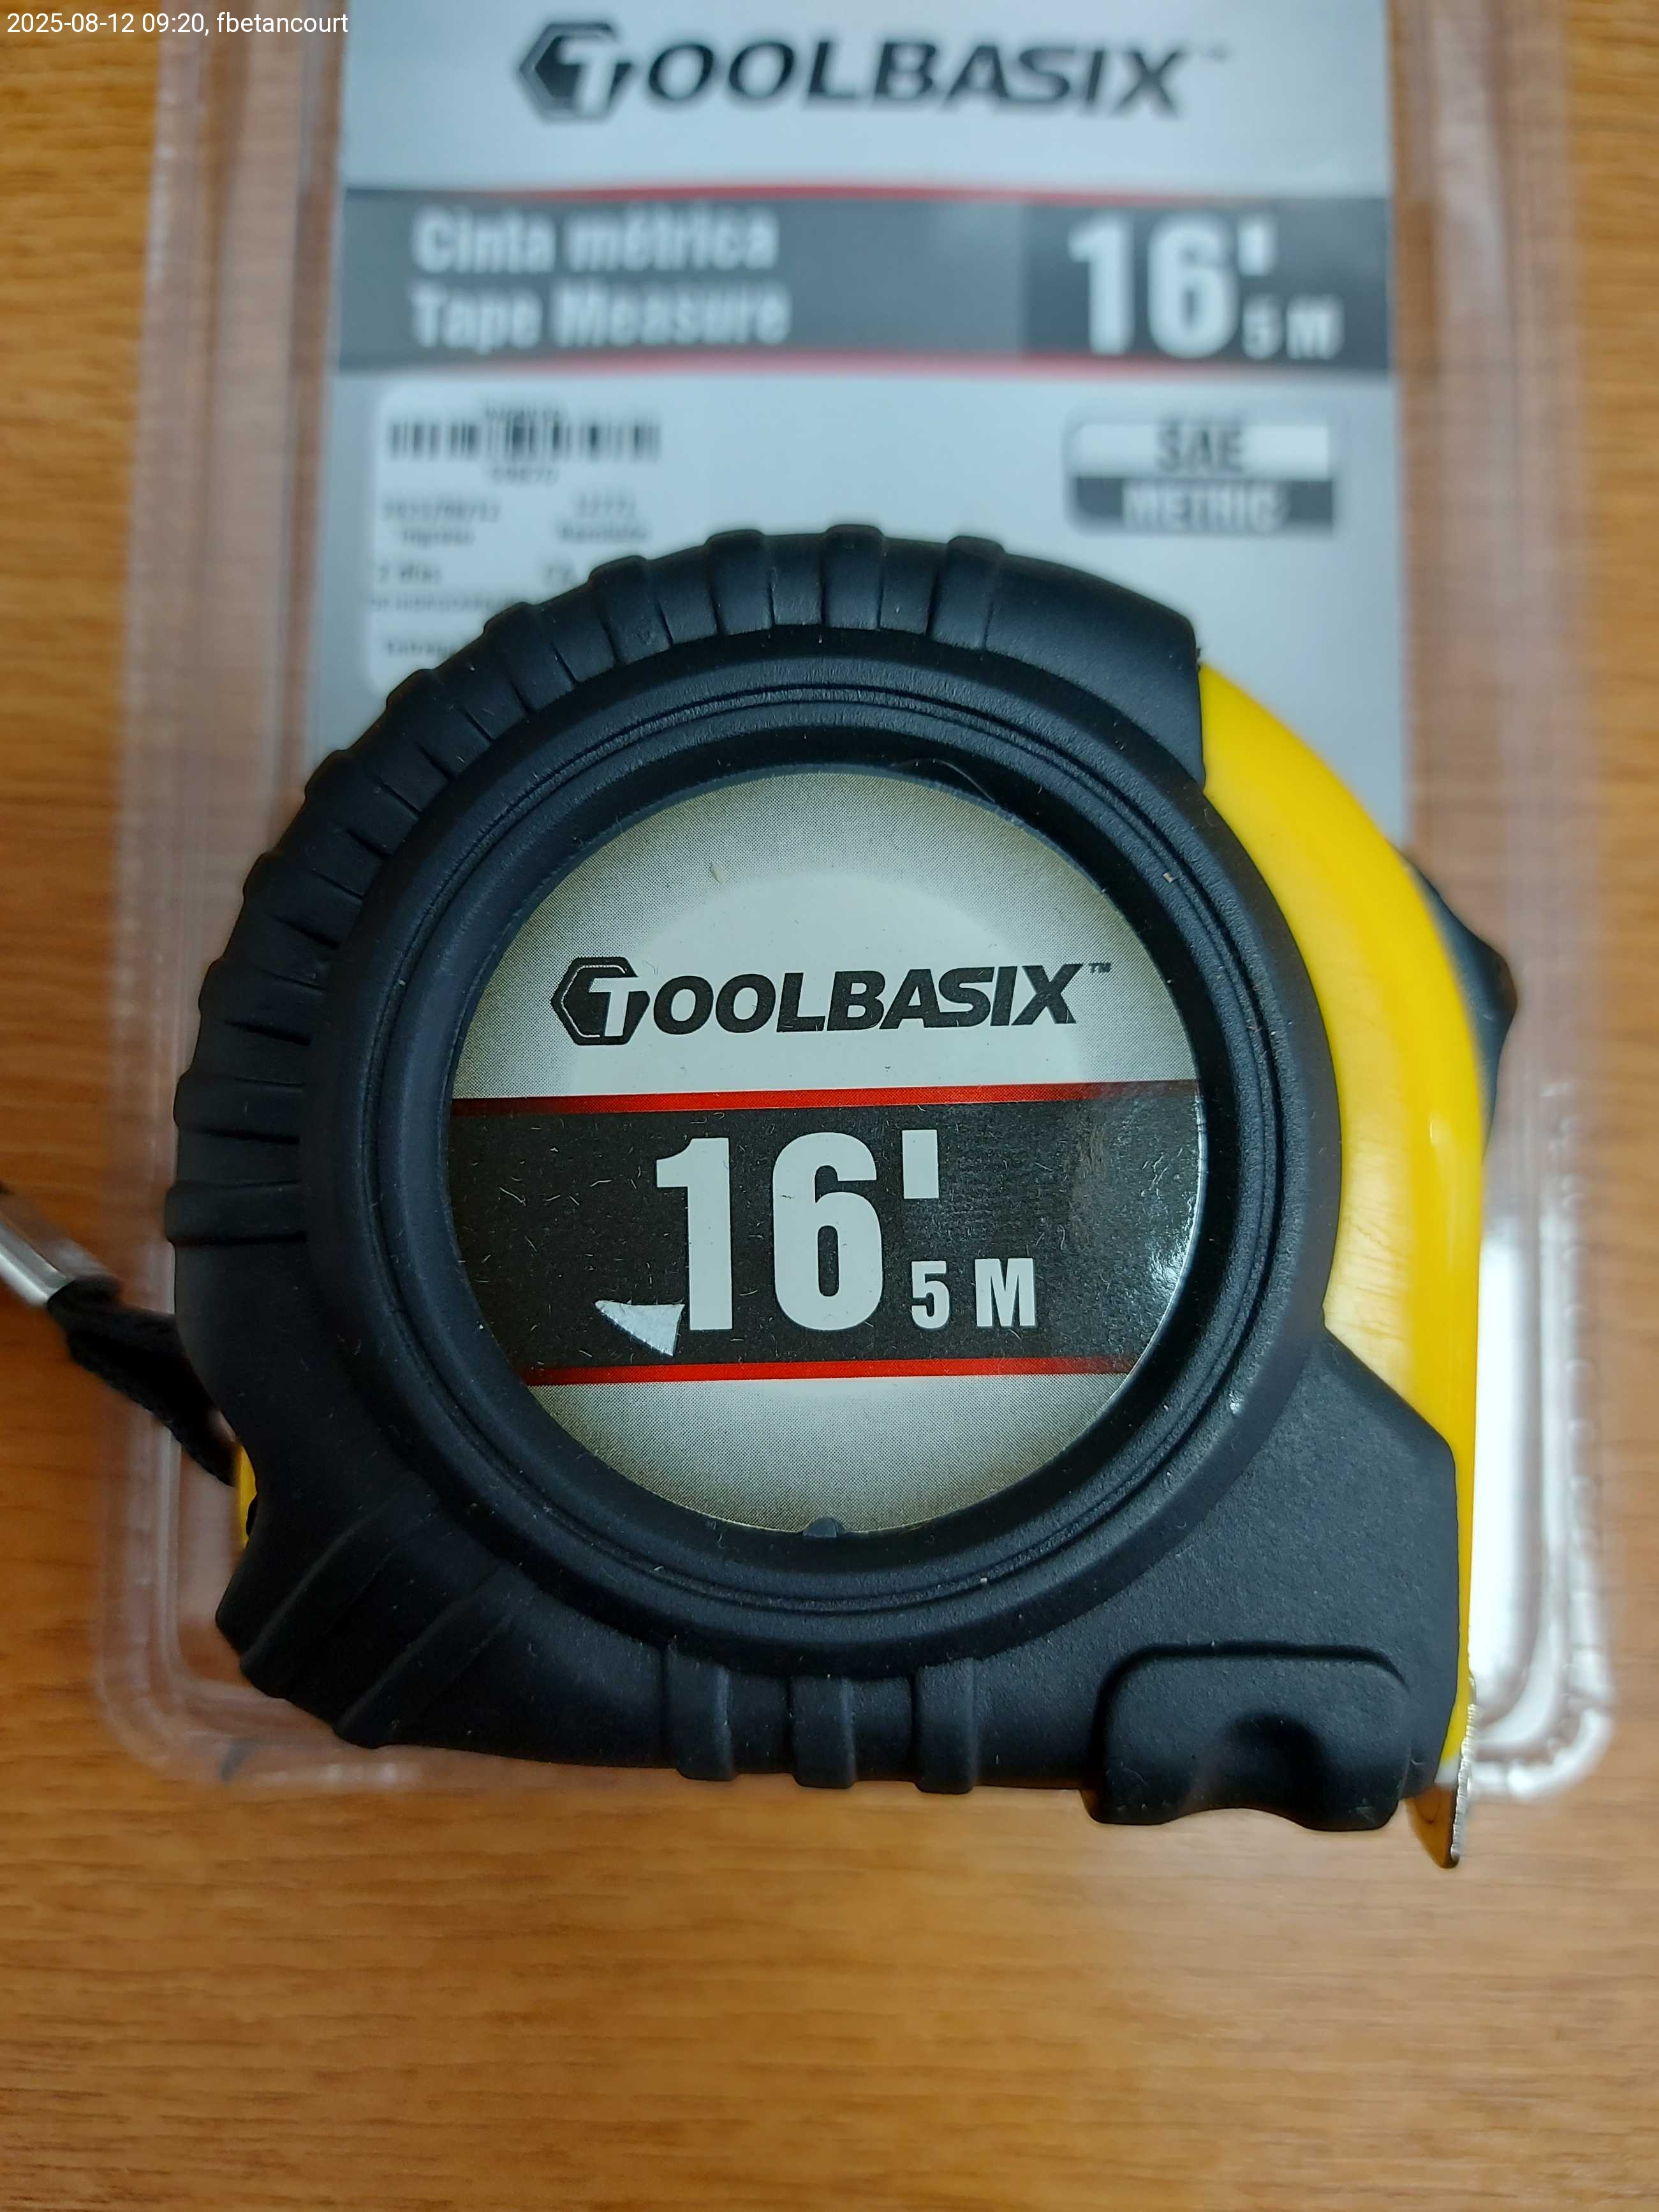 2025-08-12 09:20, fbetancourt
TOOLBASIX™
Cinta métrica
Tape Measure
16'
5 M
SAE
METRIC
TOOLBASIX™
16'
5 M